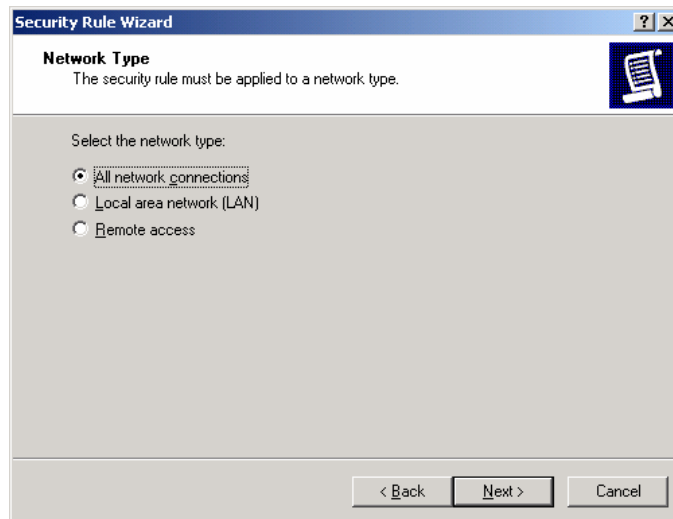 Security Rule Wizard
Network Type
The security rule must be applied to a network type.
Select the network type:
All network connections
Local area network (LAN)
Remote access
< Back Next > Cancel